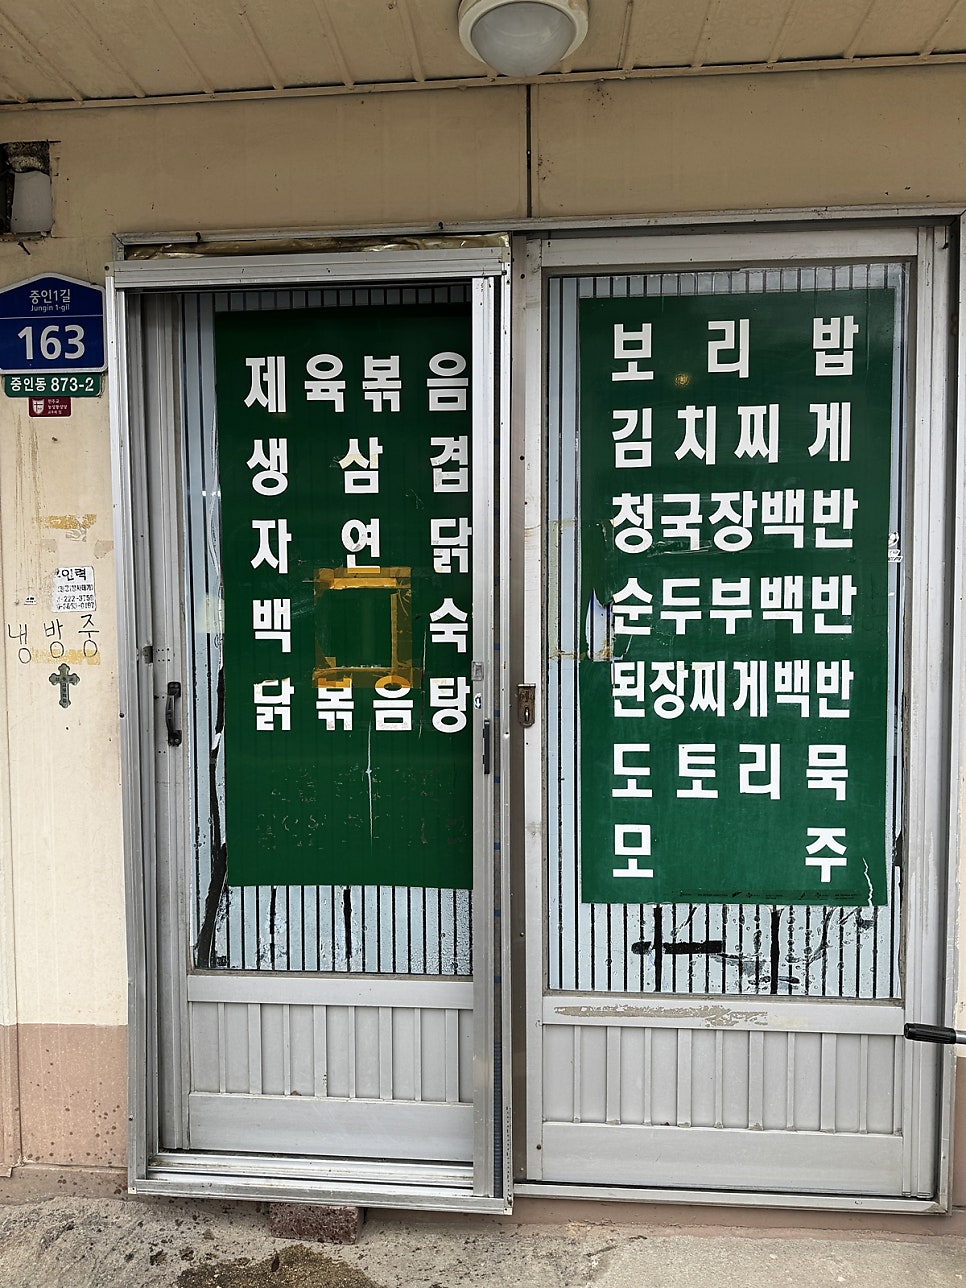 중인1길
Jungin 1-gil
163
중인동 873-2
인력
냉방중
제육볶음
생삼겹
자연닭
백숙
닭볶음탕
보리밥
김치찌게
청국장백반
순두부백반
된장찌게백반
도토리묵
모주